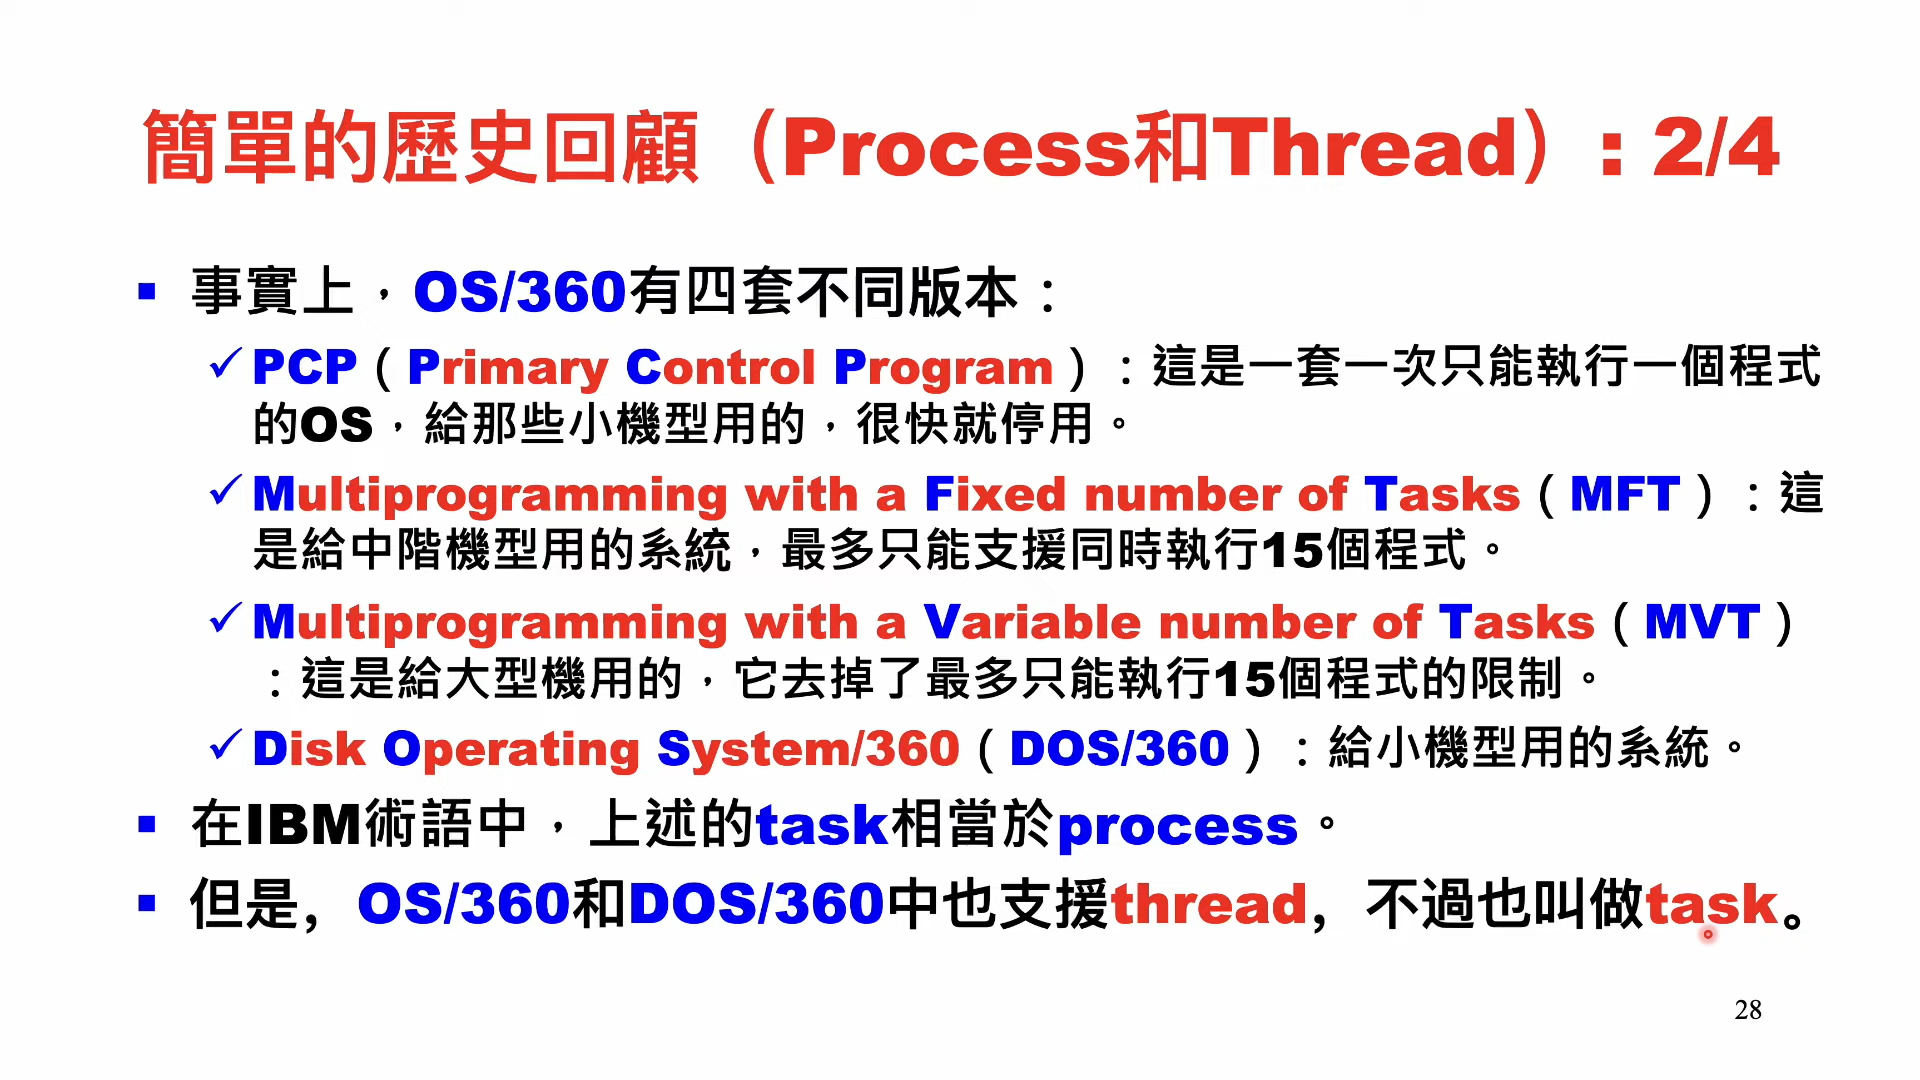 簡單的歷史回顧（Process和Thread）: 2/4
▪ 事實上，OS/360有四套不同版本：
✓PCP（Primary Control Program）：這是一套一次只能執行一個程式
的OS，給那些小機型用的，很快就停用。
✓Multiprogramming with a Fixed number of Tasks（MFT）：這
是給中階機型用的系統，最多只能支援同時執行15個程式。
✓Multiprogramming with a Variable number of Tasks（MVT）
：這是給大型機用的，它去掉了最多只能執行15個程式的限制。
✓Disk Operating System/360（DOS/360）：給小機型用的系統。
▪ 在IBM術語中，上述的task相當於process。
▪ 但是，OS/360和DOS/360中也支援thread，不過也叫做task。
28